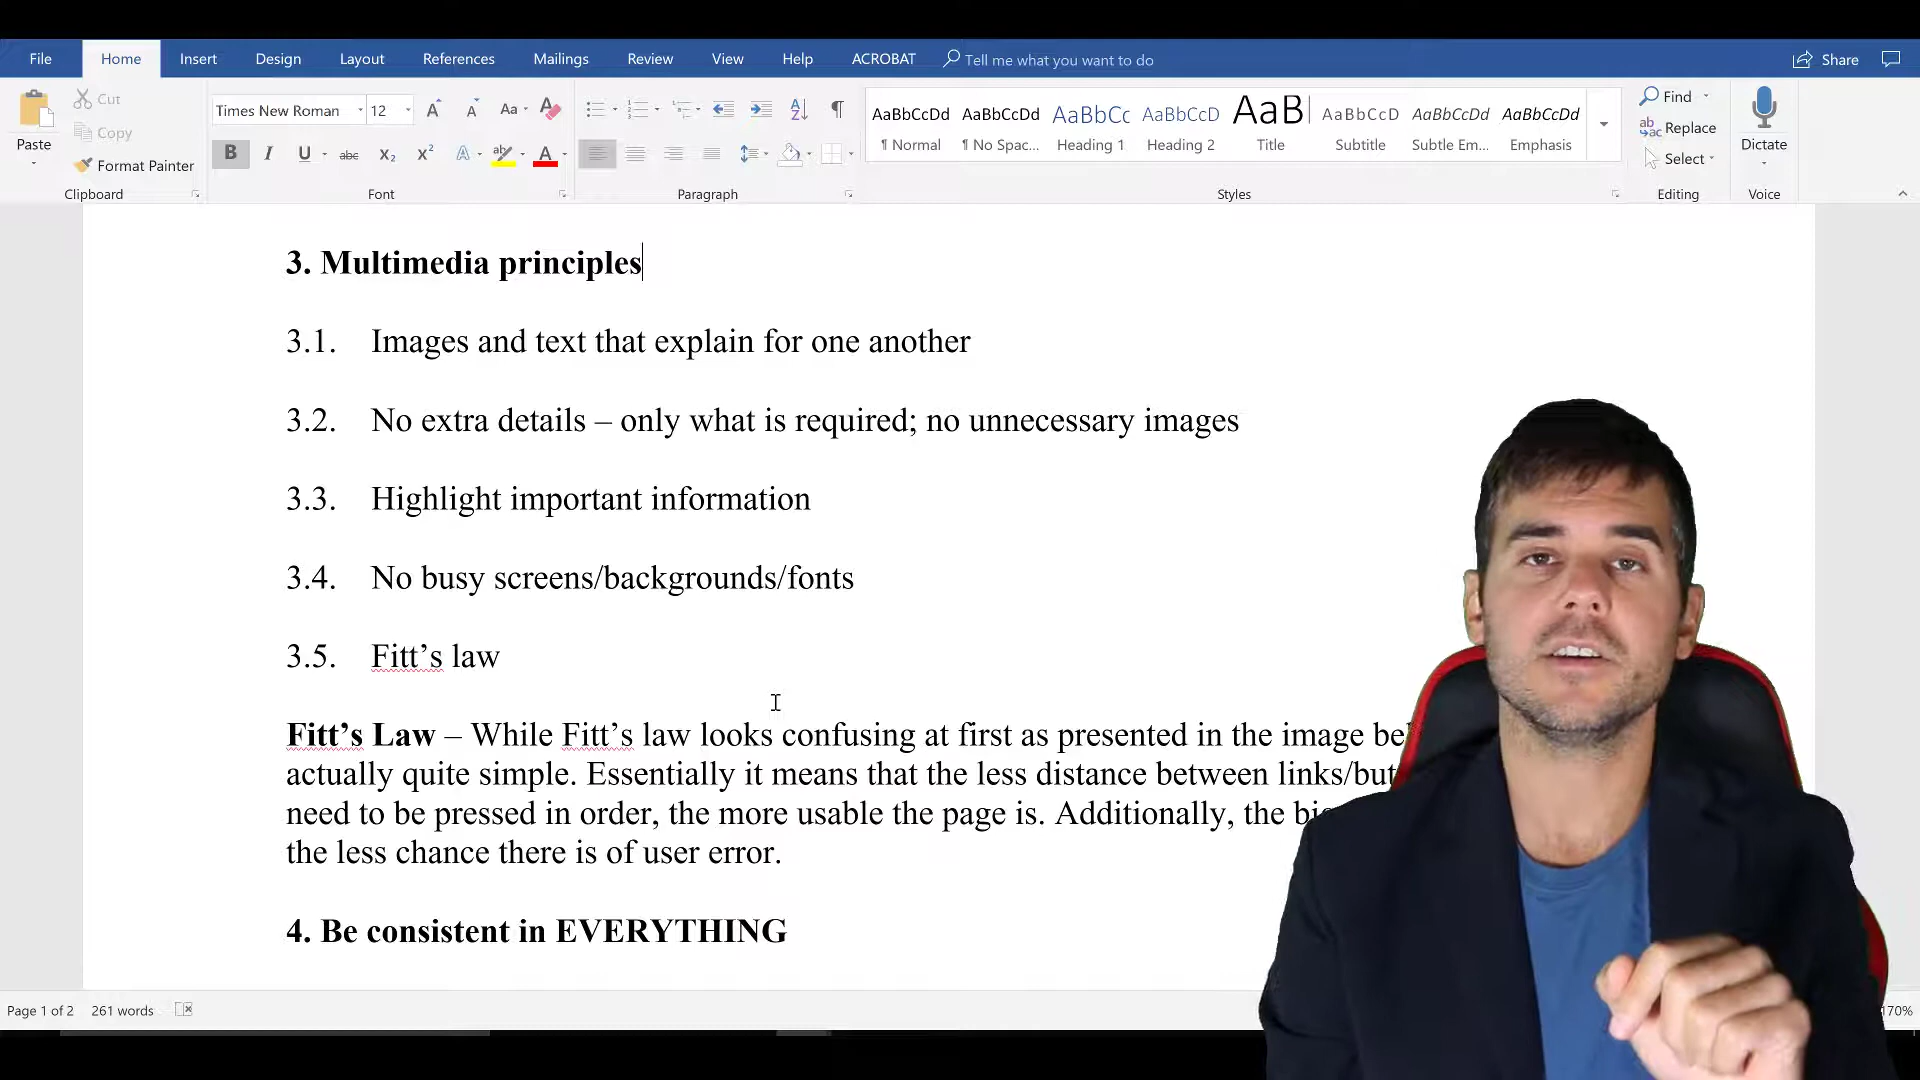 File Home Insert Design Layout References Mailings Review View Help ACROBAT Tell me what you want to do Share
Cut
Copy
Paste
Format Painter
Clipboard
Times New Roman 12 Aa
B I U abc X₂ X² A A
Font
Paragraph
AaBbCcDd AaBbCcDd AaBbCc AaBbCcD AaB AaBbCcD AaBbCcDd AaBbCcDd
¶ Normal ¶ No Spac... Heading 1 Heading 2 Title Subtitle Subtle Em... Emphasis
Styles
Find
Replace
Select
Editing
Dictate
Voice
3. Multimedia principles
3.1. Images and text that explain for one another
3.2. No extra details – only what is required; no unnecessary images
3.3. Highlight important information
3.4. No busy screens/backgrounds/fonts
3.5. Fitt’s law
Fitt’s Law – While Fitt’s law looks confusing at first as presented in the image
actually quite simple. Essentially it means that the less distance between
need to be pressed in order, the more usable the page is. Additionally, the
the less chance there is of user error.
4. Be consistent in EVERYTHING
Page 1 of 2 261 words
170%